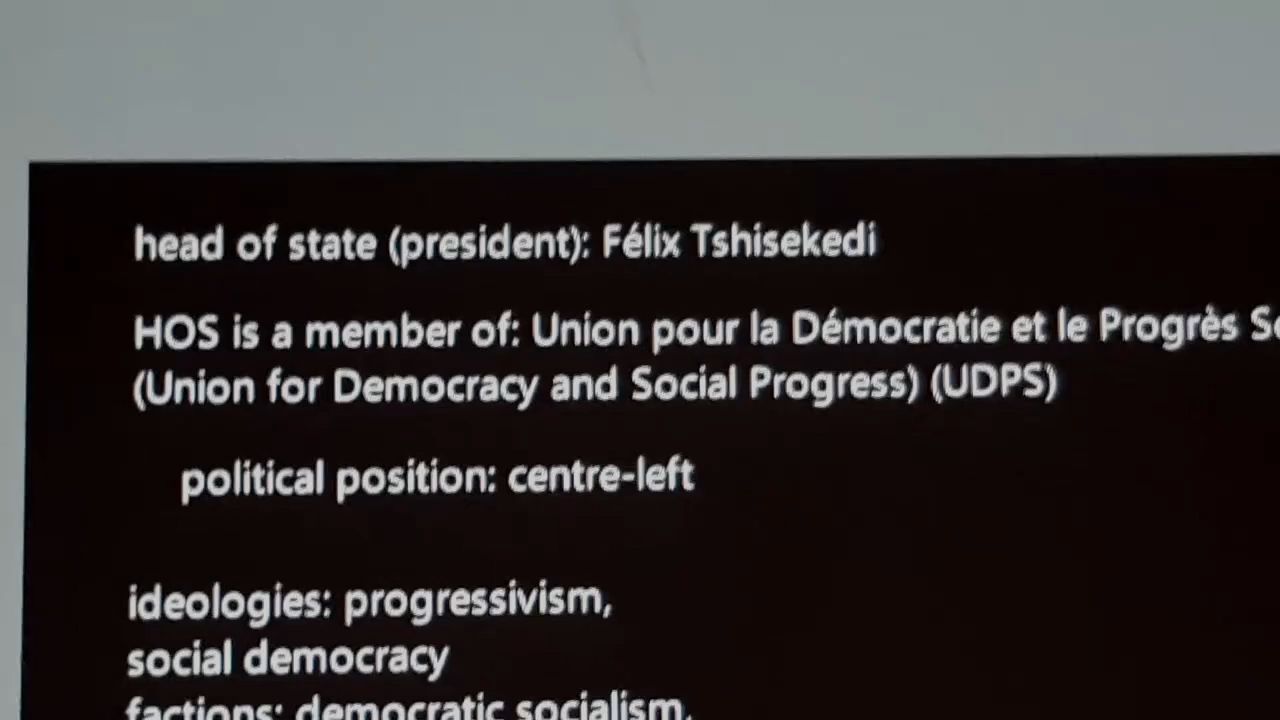 head of state (president): Félix Tshisekedi
HOS is a member of: Union pour la Démocratie et le Progrès
(Union for Democracy and Social Progress) (UDPS)
political position: centre-left
ideologies: progressivism,
social democracy
factions: democratic socialism,